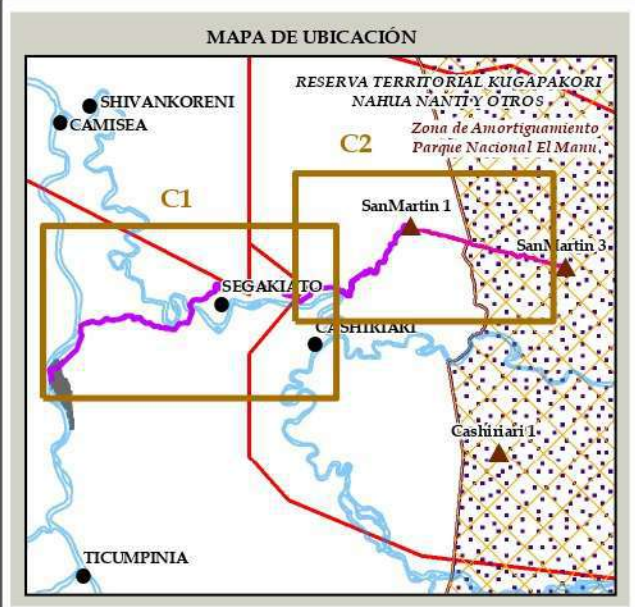 MAPA DE UBICACIÓN
RESERVA TERRITORIAL KUGAPAKORI
NAHUA NANTI Y OTROS
SHIVANKORENI
CAMISEA
Zona de Amortiguamiento
Parque Nacional El Manu,
C2
C1
SanMartin 1
SanMartin 3
SEGAKIATO
CASHIRIARI
Cashiriari 1
TICUMPINIA